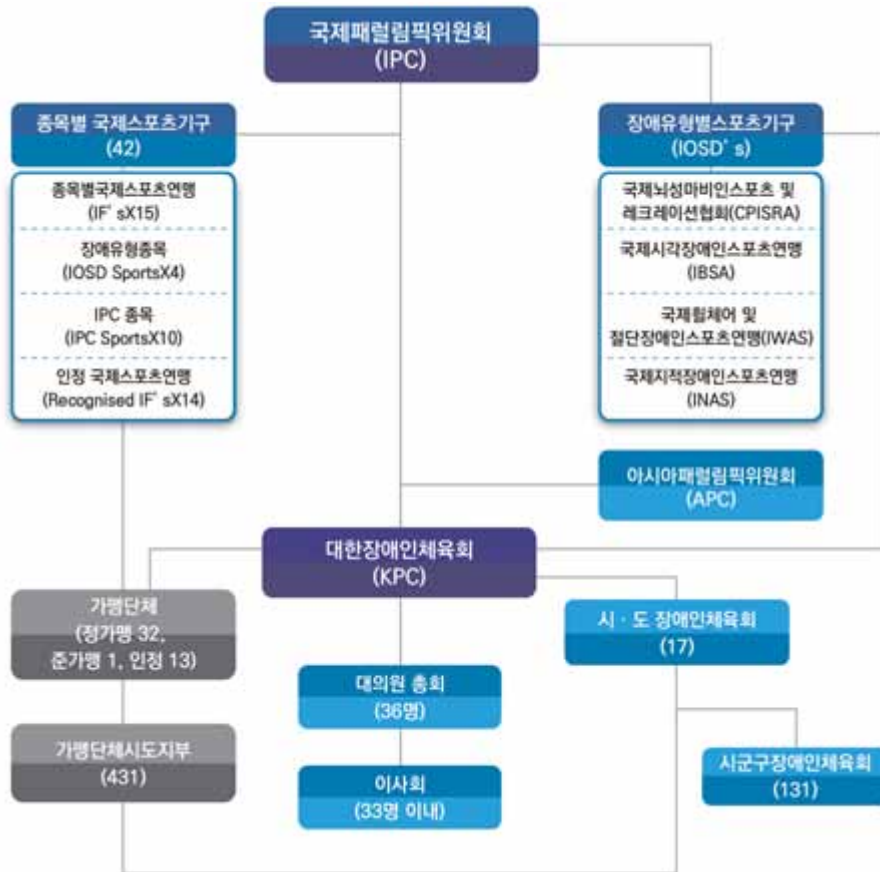 국제패럴림픽위원회
(IPC)
종목별 국제스포츠기구
(42)
종목별국제스포츠연맹
(IF' sX15)
장애유형종목
(IOSD SportsX4)
IPC 종목
(IPC SportsX10)
인정 국제스포츠연맹
(Recognised IF' sX14)
장애유형별스포츠기구
(IOSD' s)
국제뇌성마비인스포츠 및
레크레이션협회(CPISRA)
국제시각장애인스포츠연맹
(IBSA)
국제휠체어 및
절단장애인스포츠연맹(IWAS)
국제지적장애인스포츠연맹
(INAS)
아시아패럴림픽위원회
(APC)
대한장애인체육회
(KPC)
가맹단체
(정가맹 32,
준가맹 1, 인정 13)
가맹단체시도지부
(431)
대의원 총회
(36명)
이사회
(33명 이내)
시 · 도 장애인체육회
(17)
시군구장애인체육회
(131)